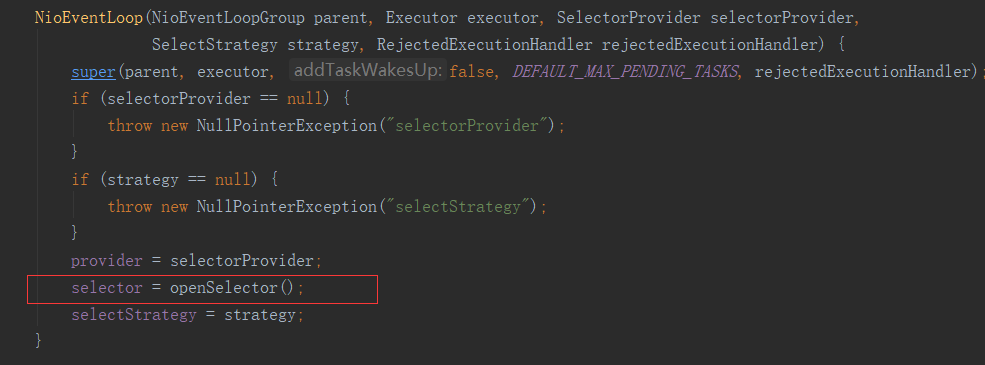 NioEventLoop(NioEventLoopGroup parent, Executor executor, SelectorProvider selectorProvider,
SelectStrategy strategy, RejectedExecutionHandler rejectedExecutionHandler) {
super(parent, executor, addTaskWakesUp: false, DEFAULT_MAX_PENDING_TASKS, rejectedExecutionHandler);
if (selectorProvider == null) {
throw new NullPointerException("selectorProvider");
}
if (strategy == null) {
throw new NullPointerException("selectStrategy");
}
provider = selectorProvider;
selector = openSelector();
selectStrategy = strategy;
}